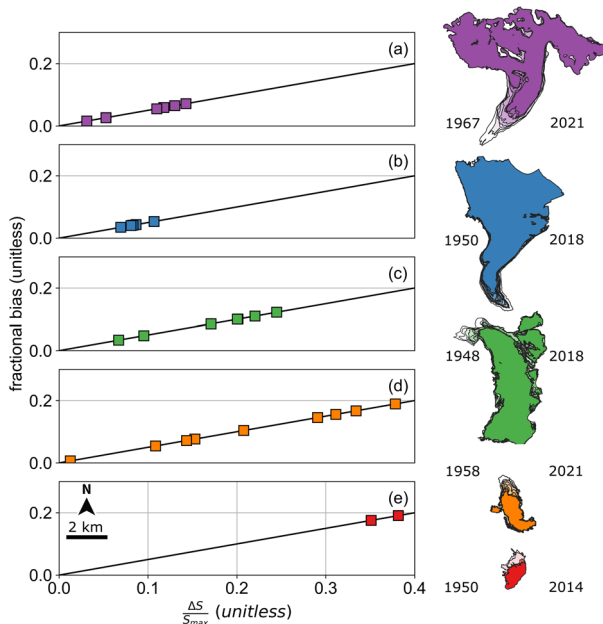 (a)
0.2
0.0
1967 2021
(b)
0.2
0.0
1950 2018
fractional bias (unitless)
(c)
0.2
0.0
1948 2018
(d)
0.2
0.0
1958 2021
(e)
N
2 km
0.2
0.0
1950 2014
0.0 0.1 0.2 0.3 0.4
ΔS/S_max (unitless)